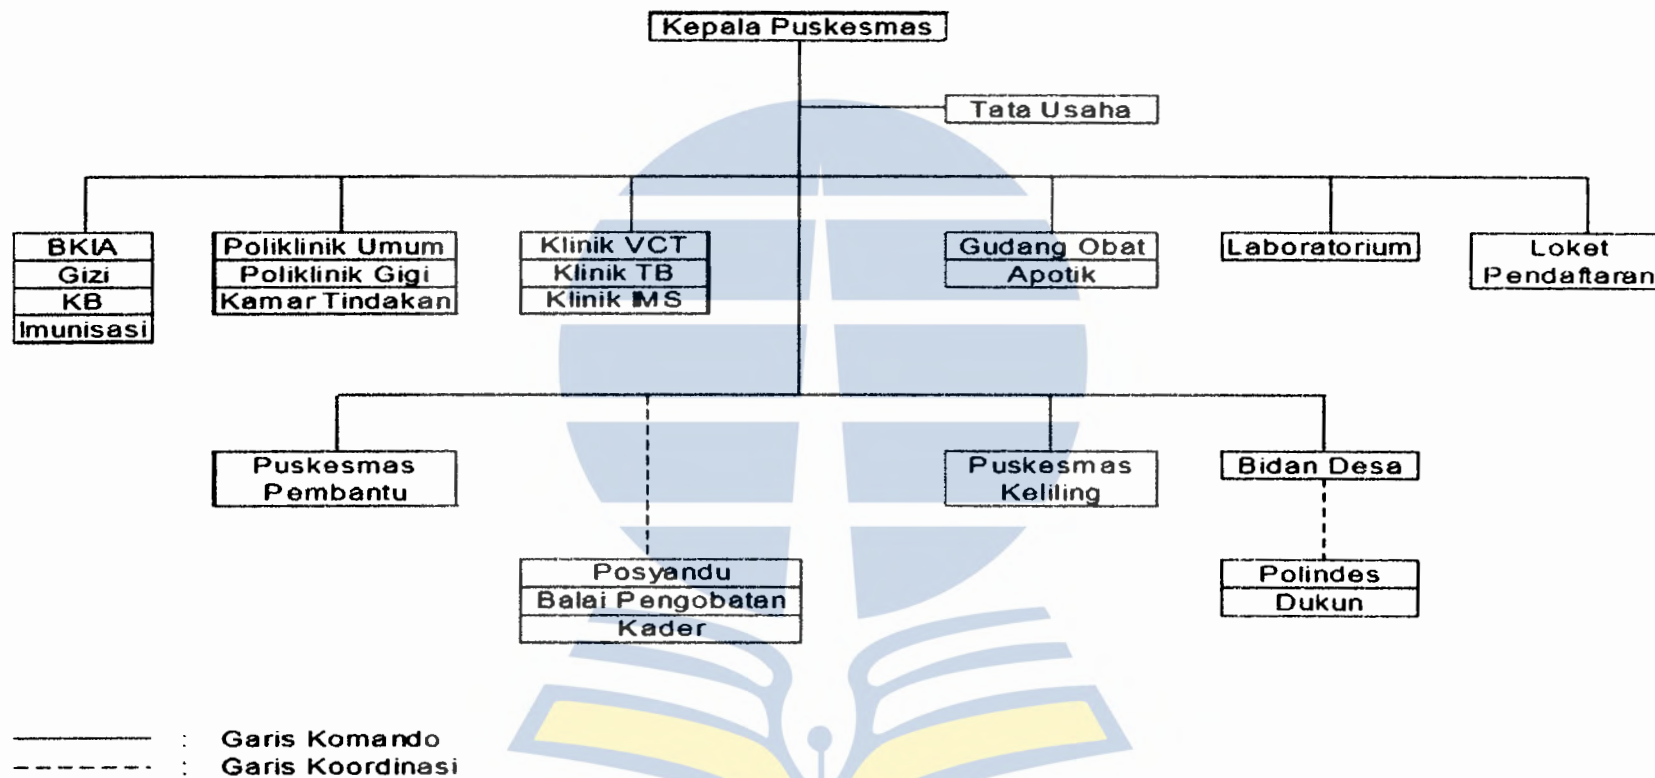 Kepala Puskesmas
Tata Usaha
BKIA
Gizi
KB
Imunisasi
Poliklinik Umum
Poliklinik Gigi
Kamar Tindakan
Klinik VCT
Klinik TB
Klinik IMS
Gudang Obat
Apotik
Laboratorium
Loket
Pendaftaran
Puskesmas
Pembantu
Posyandu
Balai Pengobatan
Kader
Puskesmas
Keliling
Bidan Desa
Polindes
Dukun
: Garis Komando
: Garis Koordinasi